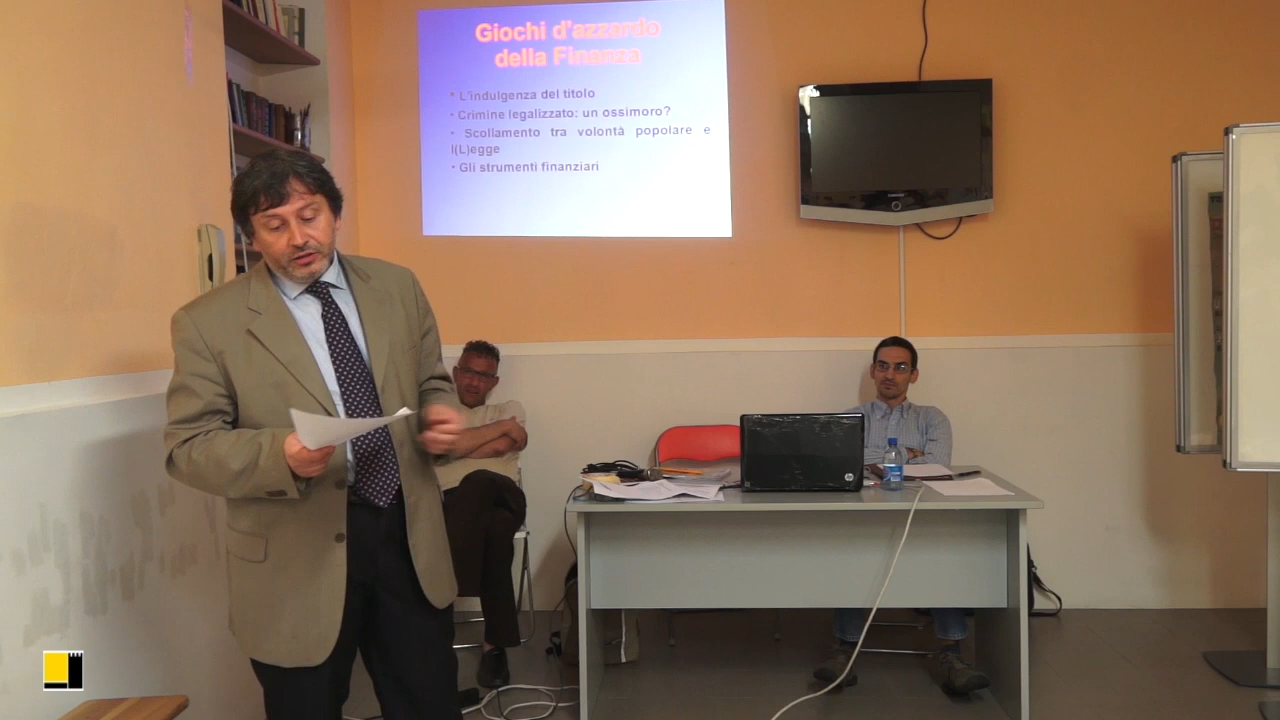 Giochi d'azzardo
della Finanza
• L'indulgenza del titolo
• Crimine legalizzato: un ossimoro?
• Scollamento tra volontà popolare e
l(L)egge
• Gli strumenti finanziari
hp